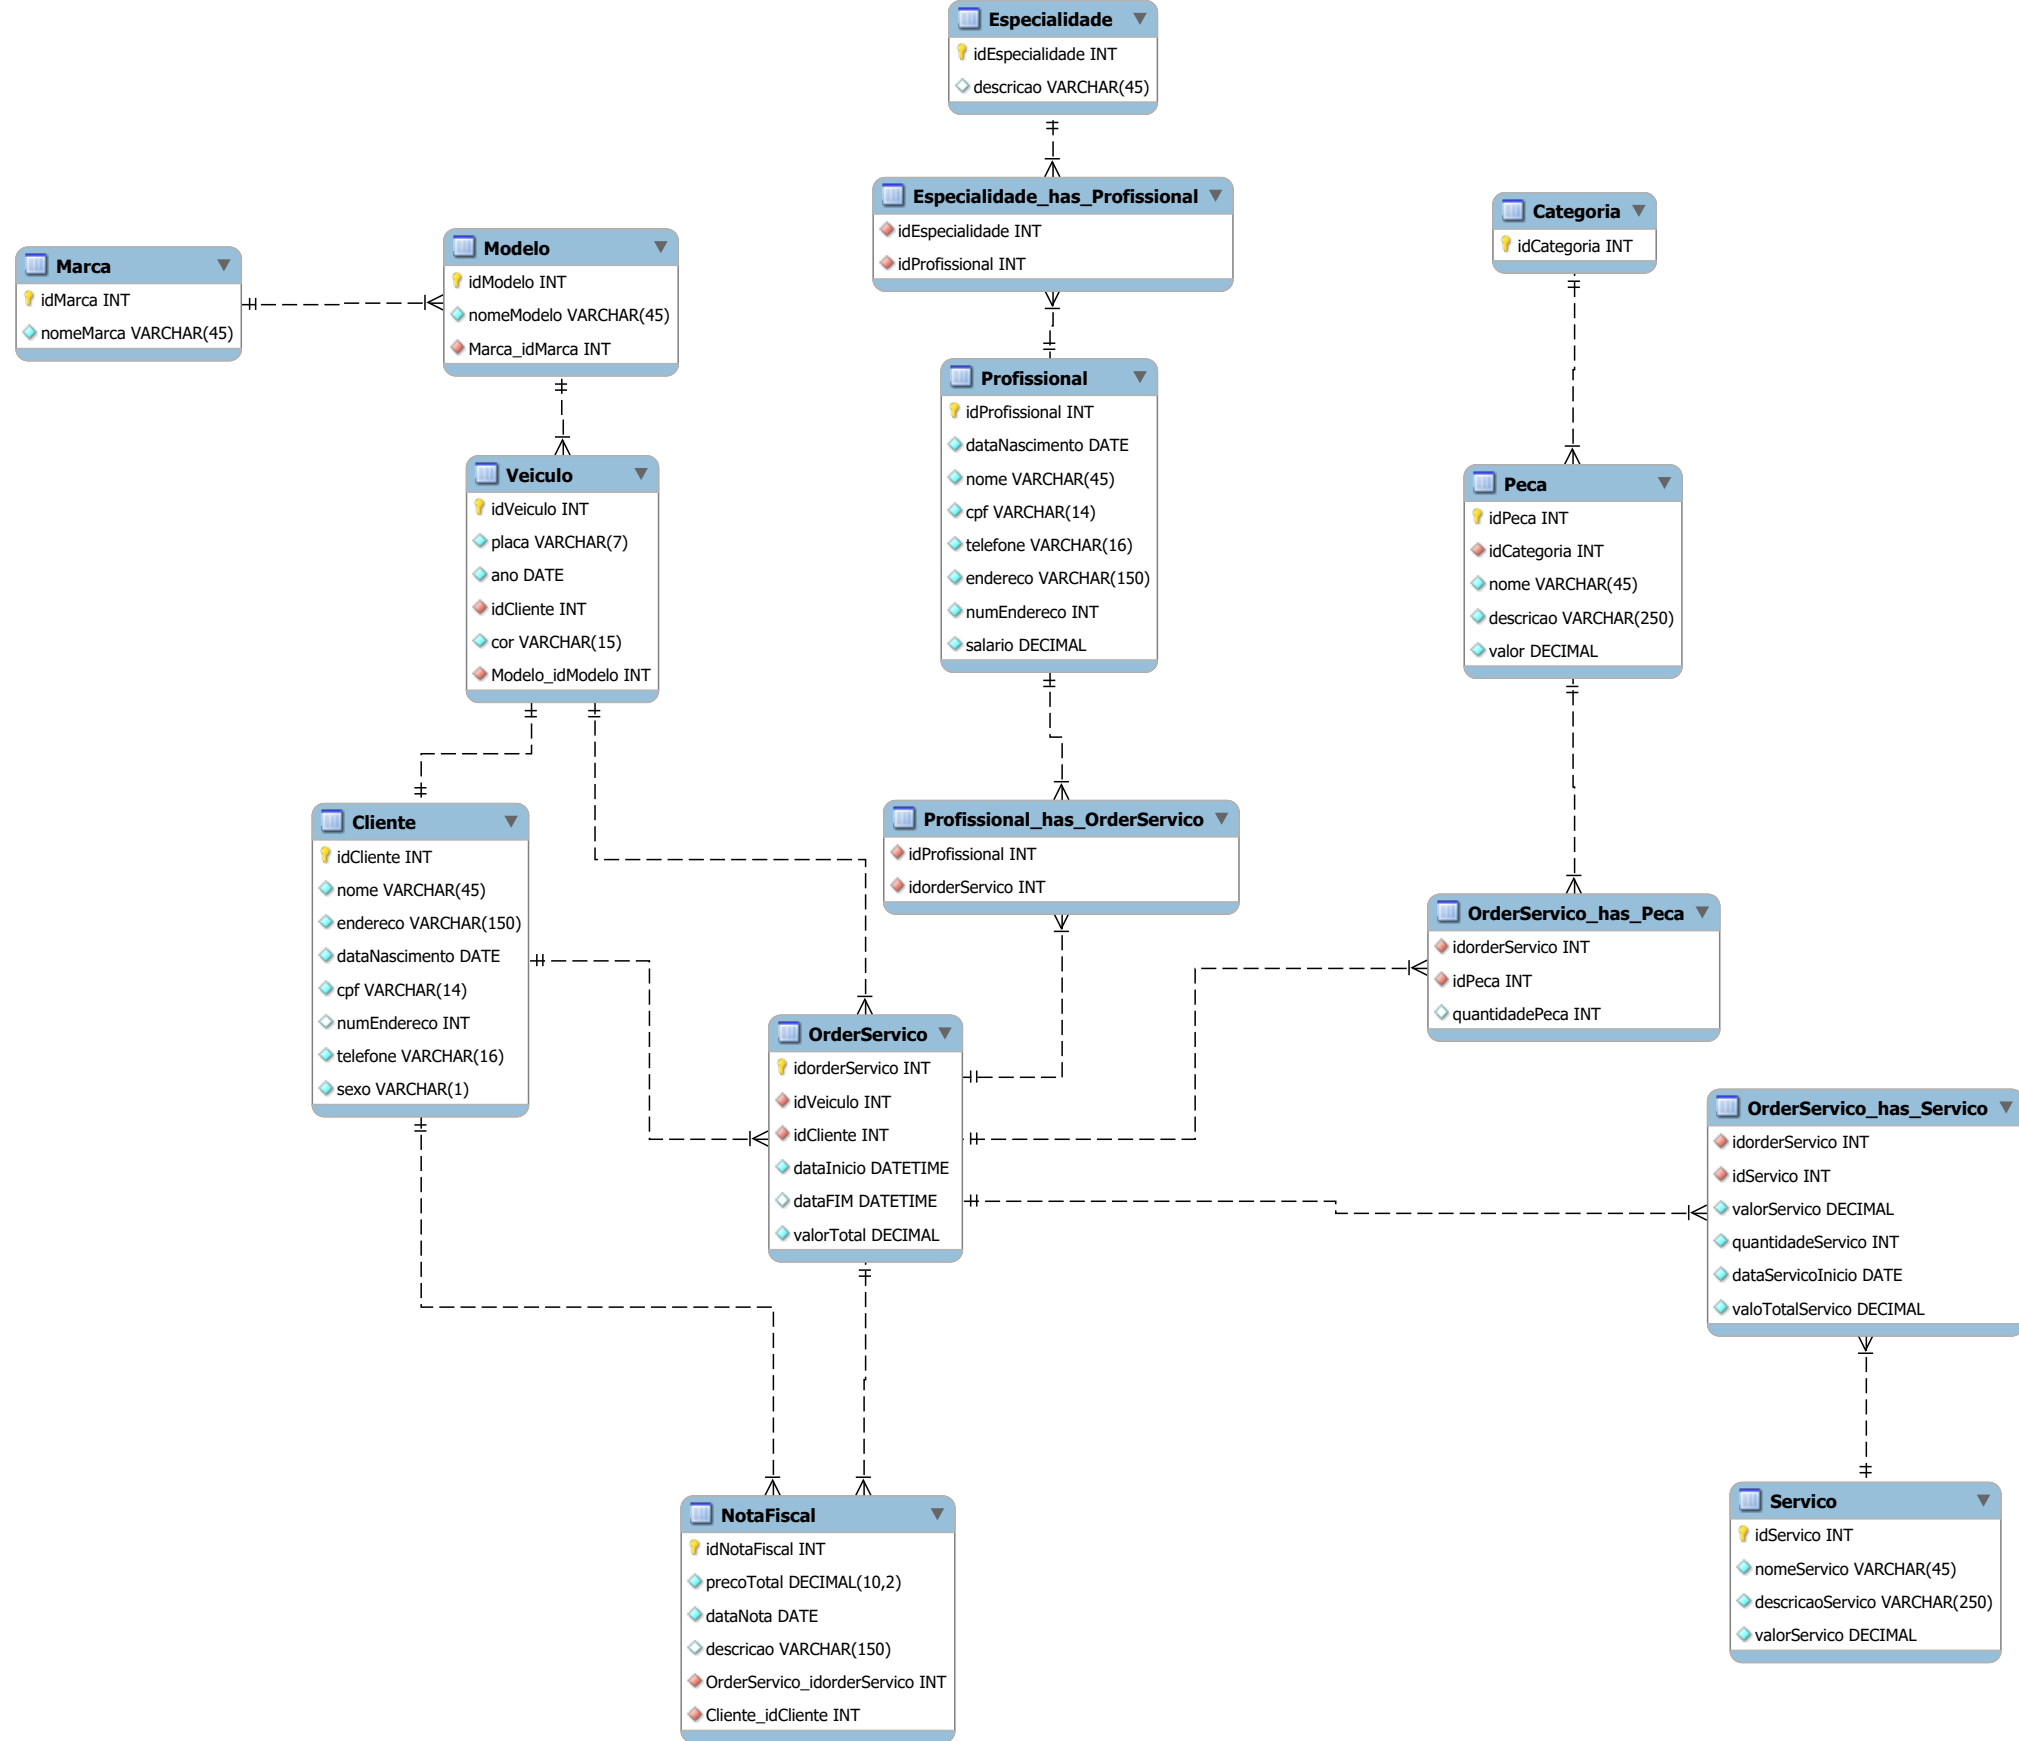 Especialidade
idEspecialidade INT
descricao VARCHAR(45)
Especialidade_has_Profissional
idEspecialidade INT
idProfissional INT
Categoria
idCategoria INT
Marca
idMarca INT
nomeMarca VARCHAR(45)
Modelo
idModelo INT
nomeModelo VARCHAR(45)
Marca_idMarca INT
Profissional
idProfissional INT
dataNascimento DATE
nome VARCHAR(45)
cpf VARCHAR(14)
telefone VARCHAR(16)
endereco VARCHAR(150)
numEndereco INT
salario DECIMAL
Veiculo
idVeiculo INT
placa VARCHAR(7)
ano DATE
idCliente INT
cor VARCHAR(15)
Modelo_idModelo INT
Peca
idPeca INT
idCategoria INT
nome VARCHAR(45)
descricao VARCHAR(250)
valor DECIMAL
Cliente
idCliente INT
nome VARCHAR(45)
endereco VARCHAR(150)
dataNascimento DATE
cpf VARCHAR(14)
numEndereco INT
telefone VARCHAR(16)
sexo VARCHAR(1)
Profissional_has_OrderServico
idProfissional INT
idorderServico INT
OrderServico_has_Peca
idorderServico INT
idPeca INT
quantidadePeca INT
OrderServico
idorderServico INT
idVeiculo INT
idCliente INT
dataInicio DATETIME
dataFIM DATETIME
valorTotal DECIMAL
OrderServico_has_Servico
idorderServico INT
idServico INT
valorServico DECIMAL
quantidadeServico INT
dataServicoInicio DATE
valoTotalServico DECIMAL
NotaFiscal
idNotaFiscal INT
precoTotal DECIMAL(10,2)
dataNota DATE
descricao VARCHAR(150)
OrderServico_idorderServico INT
Cliente_idCliente INT
Servico
idServico INT
nomeServico VARCHAR(45)
descricaoServico VARCHAR(250)
valorServico DECIMAL